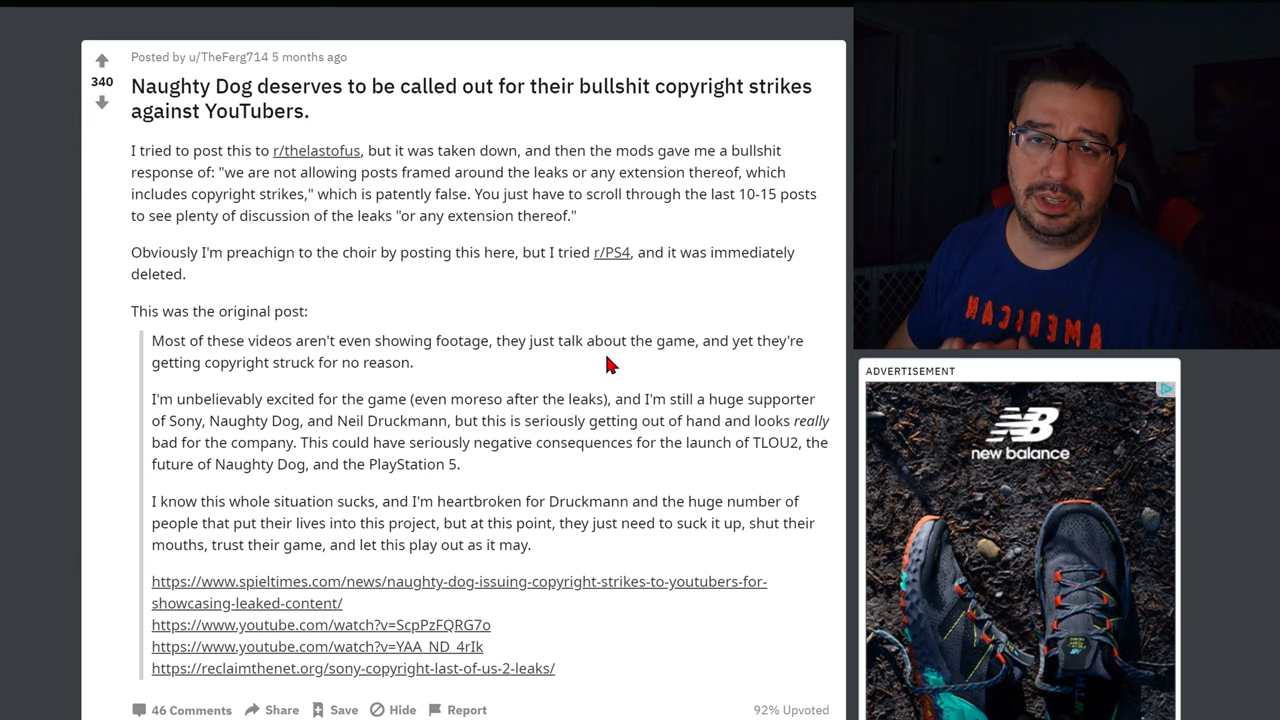 Posted by u/TheFerg714 5 months ago
340
Naughty Dog deserves to be called out for their bullshit copyright strikes
against YouTubers.
I tried to post this to r/thelastofus, but it was taken down, and then the mods gave me a bullshit
response of: "we are not allowing posts framed around the leaks or any extension thereof, which
includes copyright strikes," which is patently false. You just have to scroll through the last 10-15 posts
to see plenty of discussion of the leaks "or any extension thereof."
Obviously I'm preachign to the choir by posting this here, but I tried r/PS4, and it was immediately
deleted.
This was the original post:
Most of these videos aren't even showing footage, they just talk about the game, and yet they're
getting copyright struck for no reason.
I'm unbelievably excited for the game (even moreso after the leaks), and I'm still a huge supporter
of Sony, Naughty Dog, and Neil Druckmann, but this is seriously getting out of hand and looks really
bad for the company. This could have seriously negative consequences for the launch of TLOU2, the
future of Naughty Dog, and the PlayStation 5.
I know this whole situation sucks, and I'm heartbroken for Druckmann and the huge number of
people that put their lives into this project, but at this point, they just need to suck it up, shut their
mouths, trust their game, and let this play out as it may.
https://www.spieltimes.com/news/naughty-dog-issuing-copyright-strikes-to-youtubers-for-
showcasing-leaked-content/
https://www.youtube.com/watch?v=ScpPzFQRG7o
https://www.youtube.com/watch?v=YAA_ND_4rIk
https://reclaimthenet.org/sony-copyright-last-of-us-2-leaks/
46 Comments Share Save Hide Report 92% Upvoted
AMERICAN
ADVERTISEMENT
NB
new balance